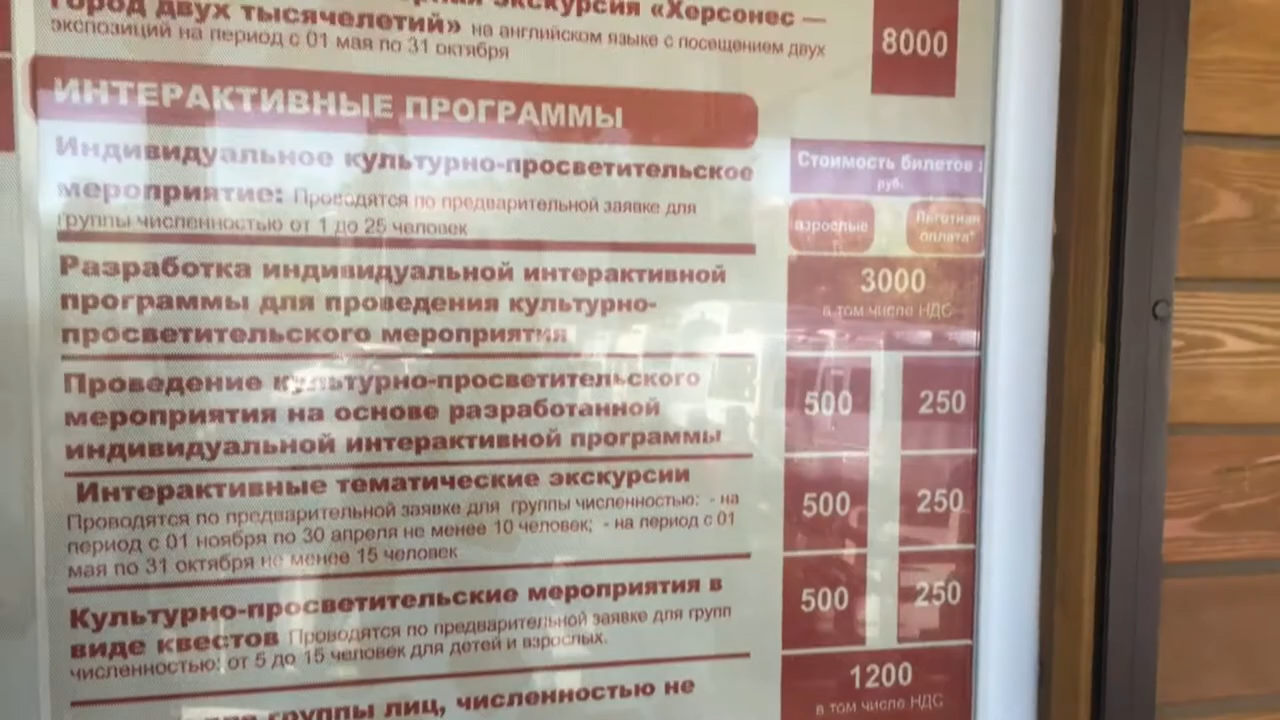 экскурсия «Херсонес —
город двух тысячелетий» на английском языке с посещением двух
экспозиций на период с 01 мая по 31 октября
8000
ИНТЕРАКТИВНЫЕ ПРОГРАММЫ
Индивидуальное культурно-просветительское
мероприятие: Проводятся по предварительной заявке для
группы численностью от 1 до 25 человек
Стоимость билетов
руб.
взрослые
Льготная
оплата*
Разработка индивидуальной интерактивной
программы для проведения культурно-
просветительского мероприятия
3000
в том числе НДС
Проведение культурно-просветительского
мероприятия на основе разработанной
индивидуальной интерактивной программы
500
250
Интерактивные тематические экскурсии
Проводятся по предварительной заявке для группы численностью: - на
период с 01 ноября по 30 апреля не менее 10 человек; - на период с 01
мая по 31 октября не менее 15 человек
500
250
Культурно-просветительские мероприятия в
виде квестов Проводятся по предварительной заявке для групп
численностью: от 5 до 15 человек для детей и взрослых.
500
250
для группы лиц, численностью не
1200
в том числе НДС